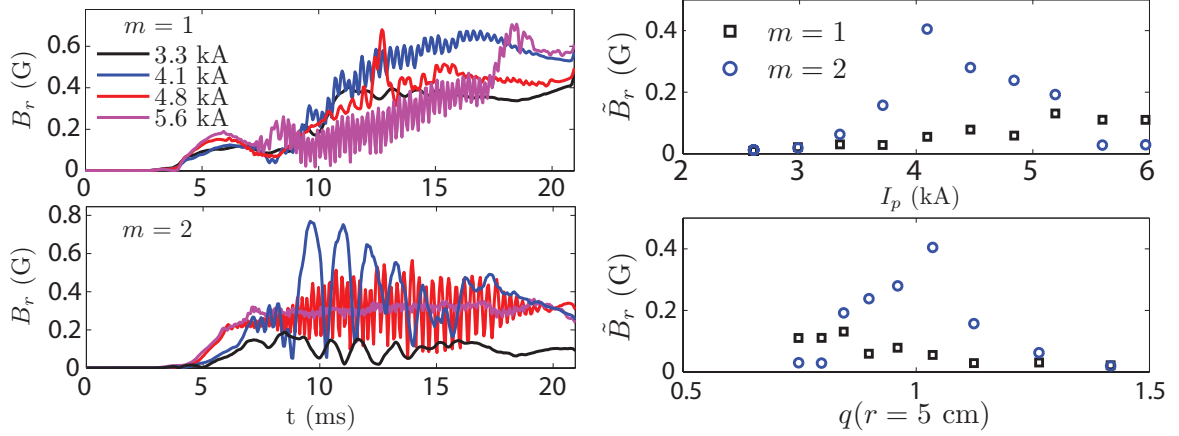 m = 1
3.3 kA
4.1 kA
4.8 kA
5.6 kA
B_r (G)
0.6
0.4
0.2
0
0 5 10 15 20
m = 2
B_r (G)
0.8
0.6
0.4
0.2
0
0 5 10 15 20
t (ms)
m = 1
m = 2
B̃_r (G)
0.4
0.2
0
2 3 4 5 6
I_p (kA)
B̃_r (G)
0.4
0.2
0
0.5 1 1.5
q(r = 5 cm)